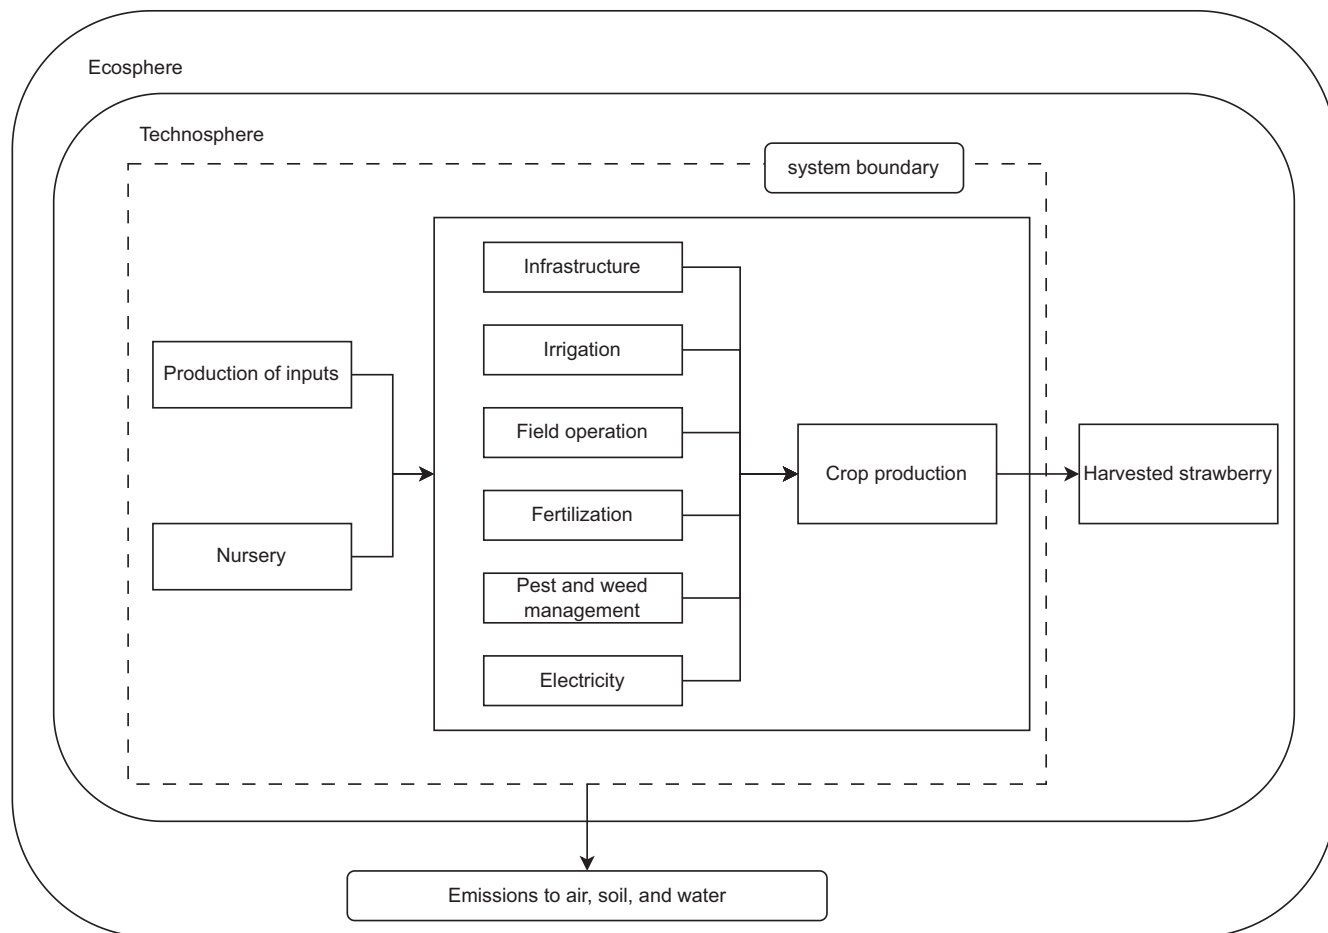 Ecosphere
Technosphere
system boundary
Infrastructure
Irrigation
Production of inputs
Field operation
Crop production
Harvested strawberry
Fertilization
Nursery
Pest and weed
management
Electricity
Emissions to air, soil, and water